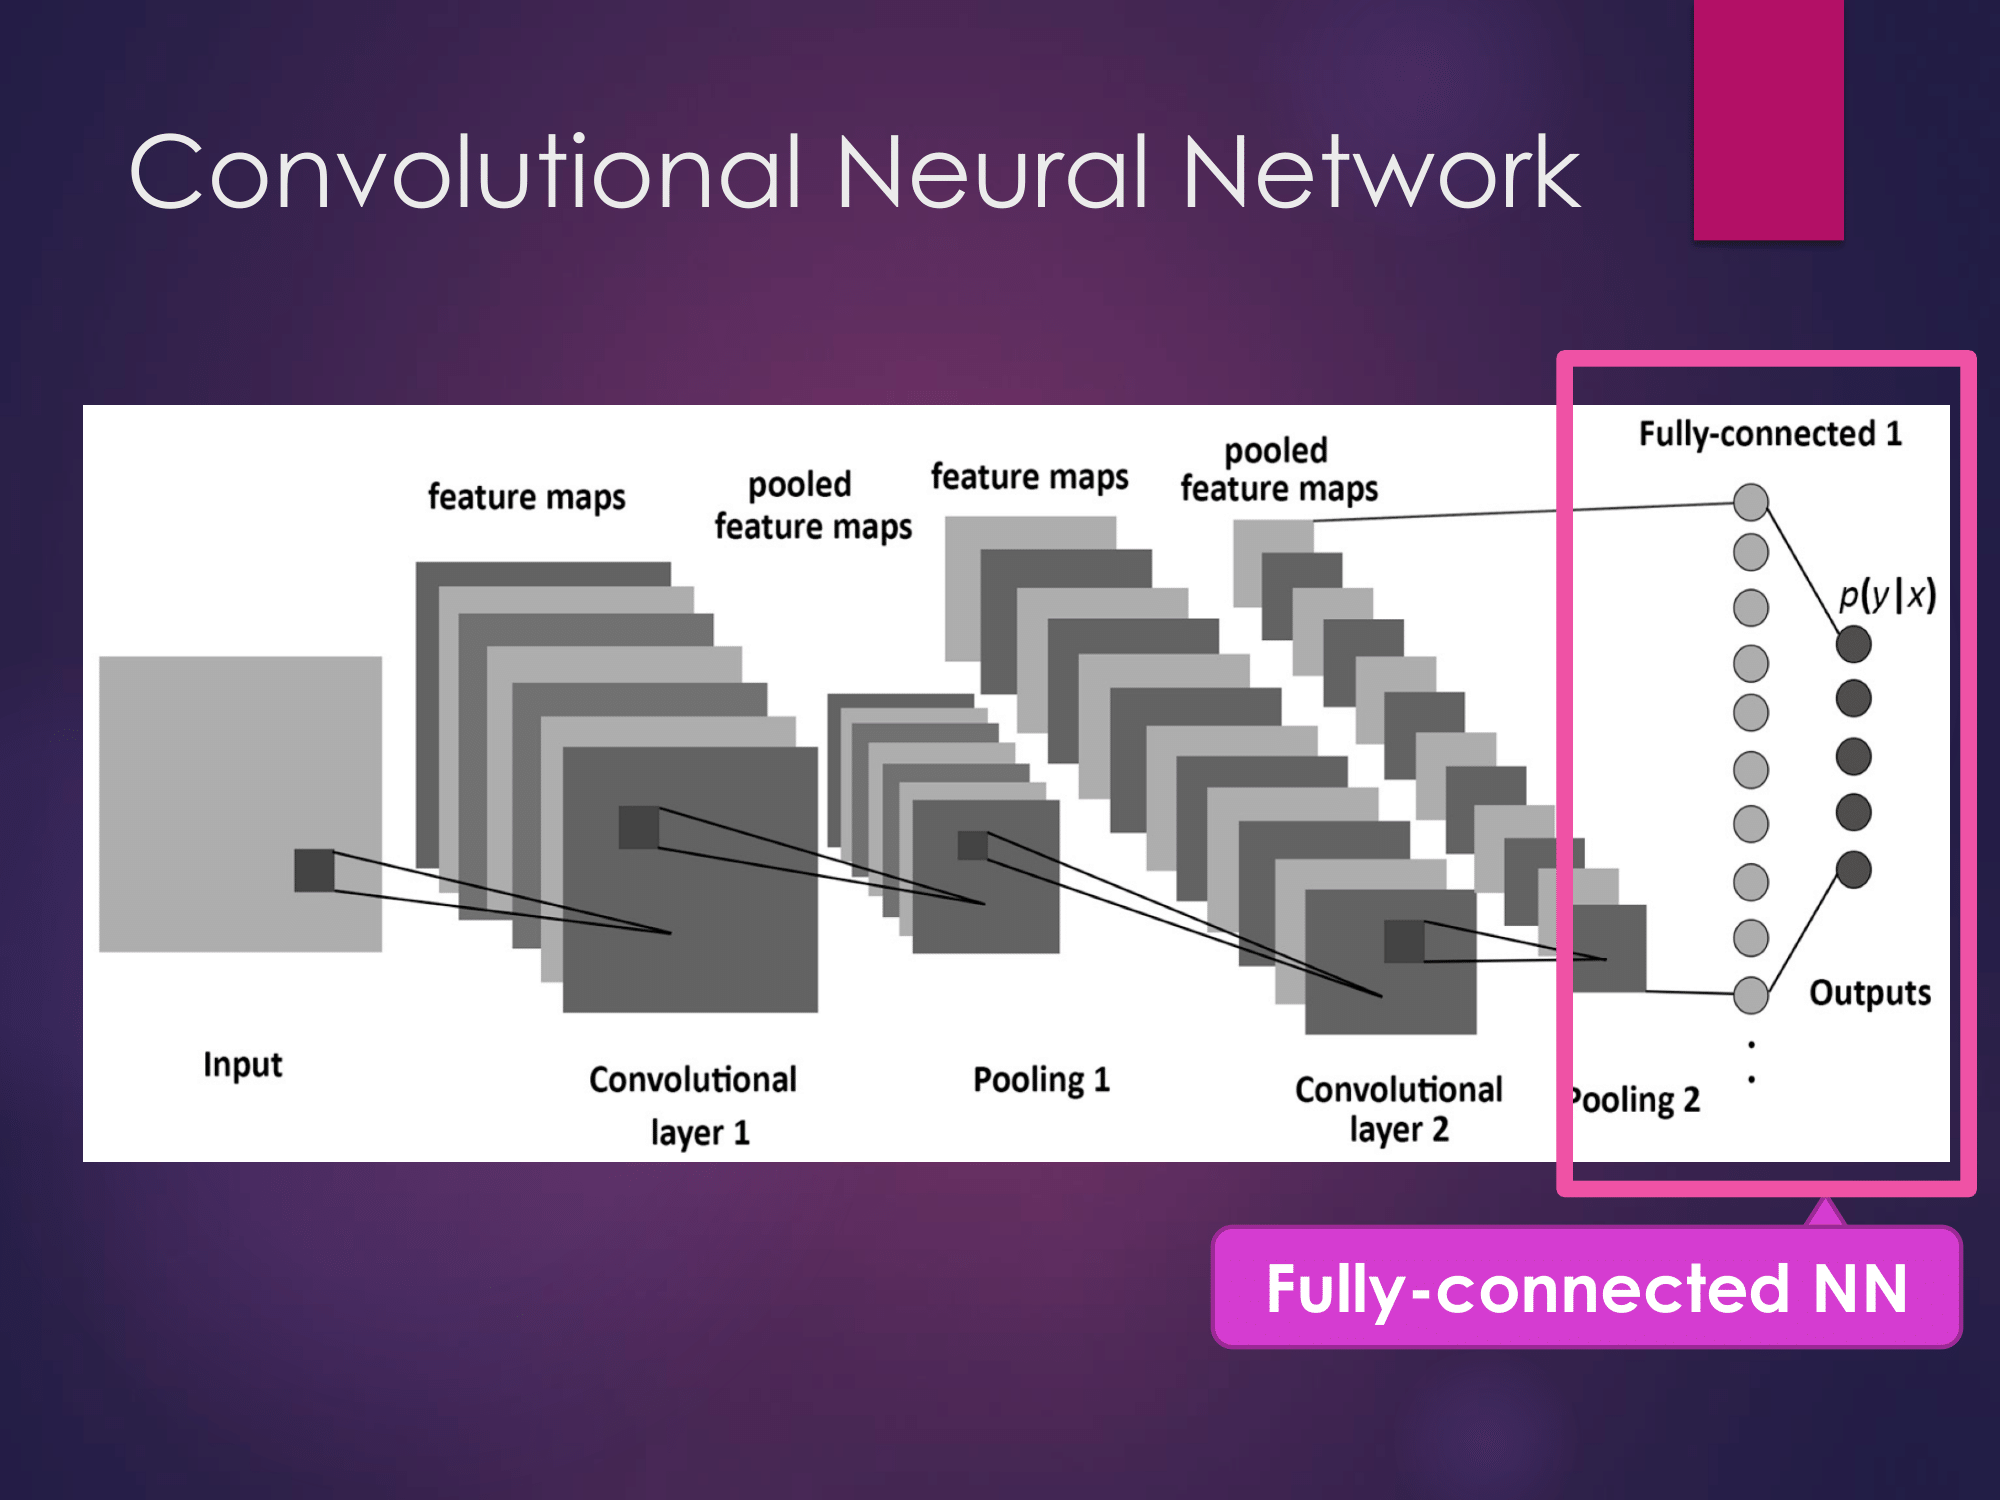 Convolutional Neural Network
Fully-connected 1
pooled
feature maps
feature maps
pooled
feature maps
feature maps
p(y|x)
Outputs
Input
Convolutional
layer 1
Pooling 1
Convolutional
layer 2
Pooling 2
Fully-connected NN